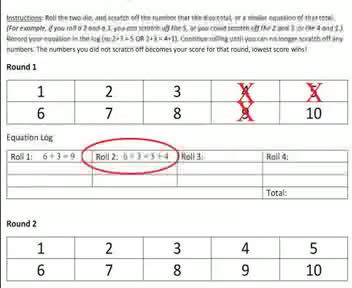 Instructions: Roll the two die, and scratch off the number that the dice total, or a similar equation of that total.
(For example, if you roll a 2 and a 3, you can scratch off the 5, or you could scratch off the 2 and 3 or the 4 and 1.)
Record your equation in the log (so 2+3 = 5 OR 2+3 = 4+1). Continue rolling until you can no longer scratch off any
numbers. The numbers you did not scratch off becomes your score for that round, lowest score wins!
Round 1
1 2 3 4 5
6 7 8 9 10
Equation Log
Roll 1: 6+3=9 Roll 2: 6+3=5+4 Roll 3: Roll 4:
Total:
Round 2
1 2 3 4 5
6 7 8 9 10